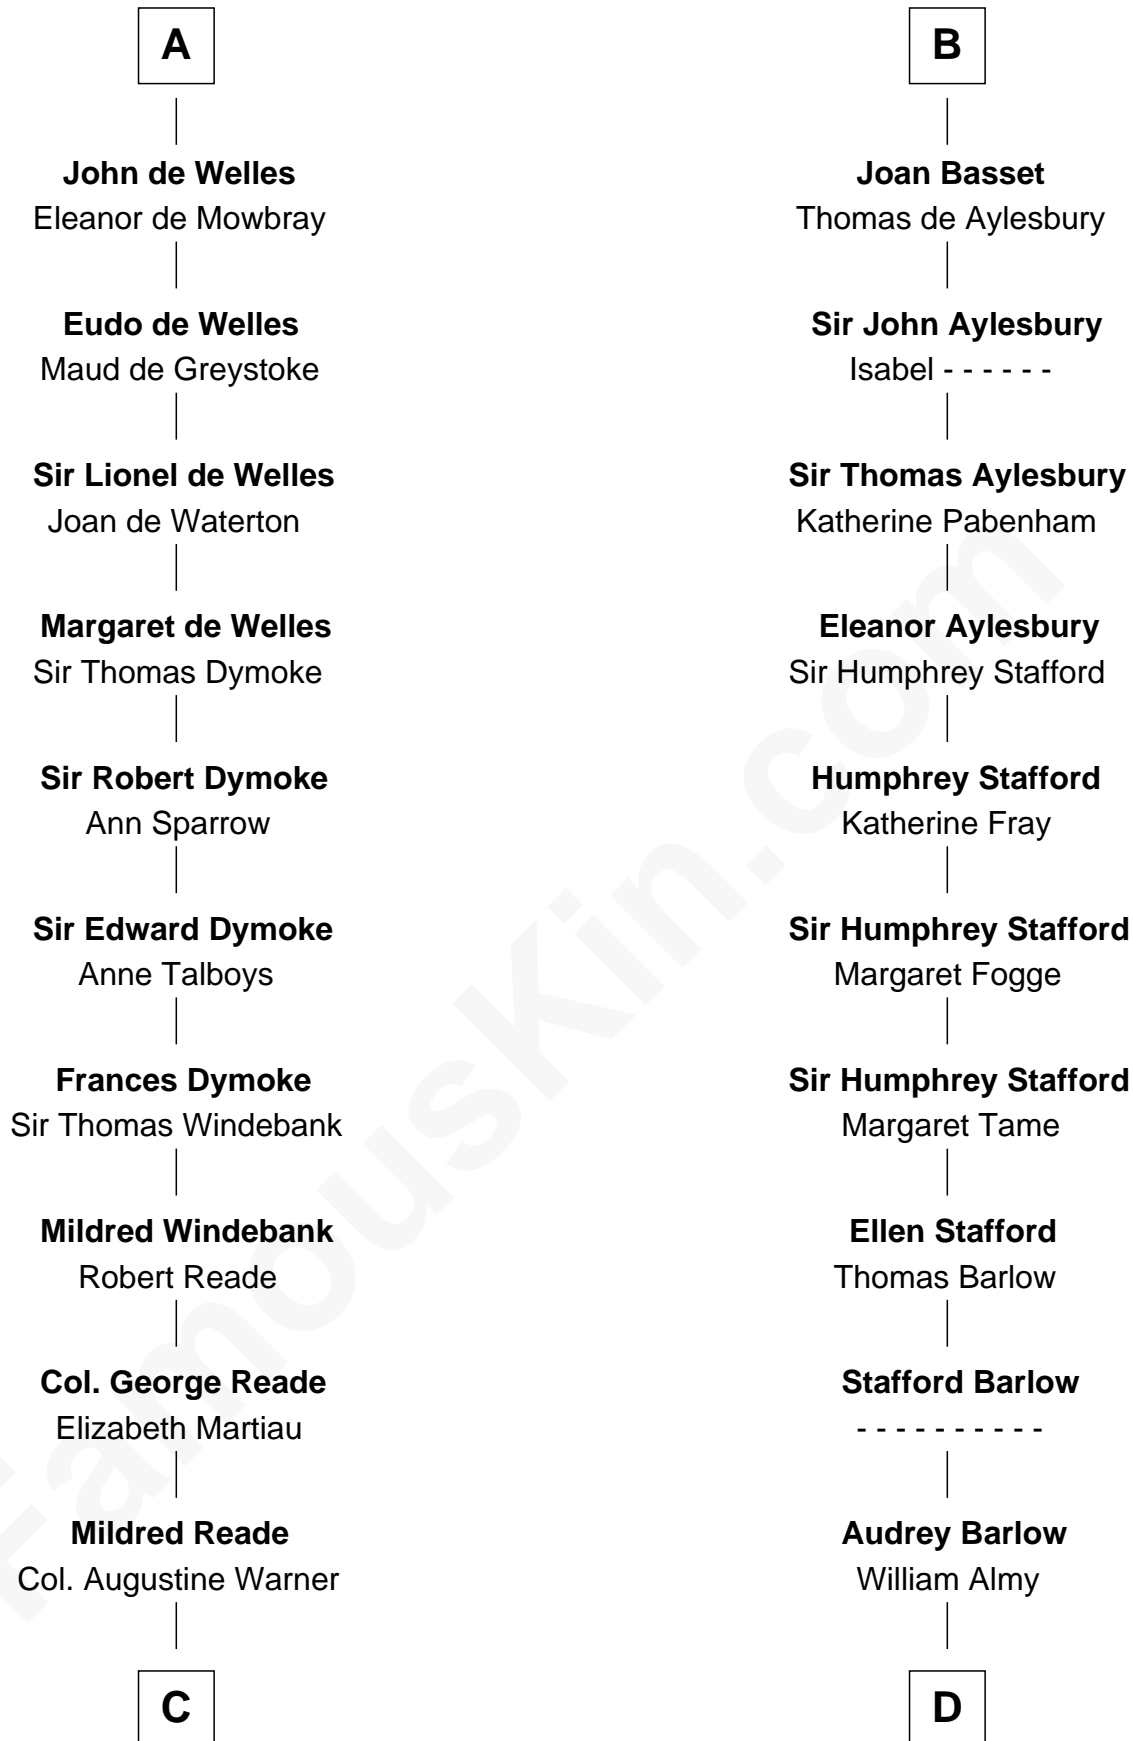 A
John de Welles
Eleanor de Mowbray
Eudo de Welles
Maud de Greystoke
Sir Lionel de Welles
Joan de Waterton
Margaret de Welles
Sir Thomas Dymoke
Sir Robert Dymoke
Ann Sparrow
Sir Edward Dymoke
Anne Talboys
Frances Dymoke
Sir Thomas Windebank
Mildred Windebank
Robert Reade
Col. George Reade
Elizabeth Martiau
Mildred Reade
Col. Augustine Warner
C
B
Joan Basset
Thomas de Aylesbury
Sir John Aylesbury
Isabel - - - - - -
Sir Thomas Aylesbury
Katherine Pabenham
Eleanor Aylesbury
Sir Humphrey Stafford
Humphrey Stafford
Katherine Fray
Sir Humphrey Stafford
Margaret Fogge
Sir Humphrey Stafford
Margaret Tame
Ellen Stafford
Thomas Barlow
Stafford Barlow
- - - - - - - - - -
Audrey Barlow
William Almy
D
FamousKin.com